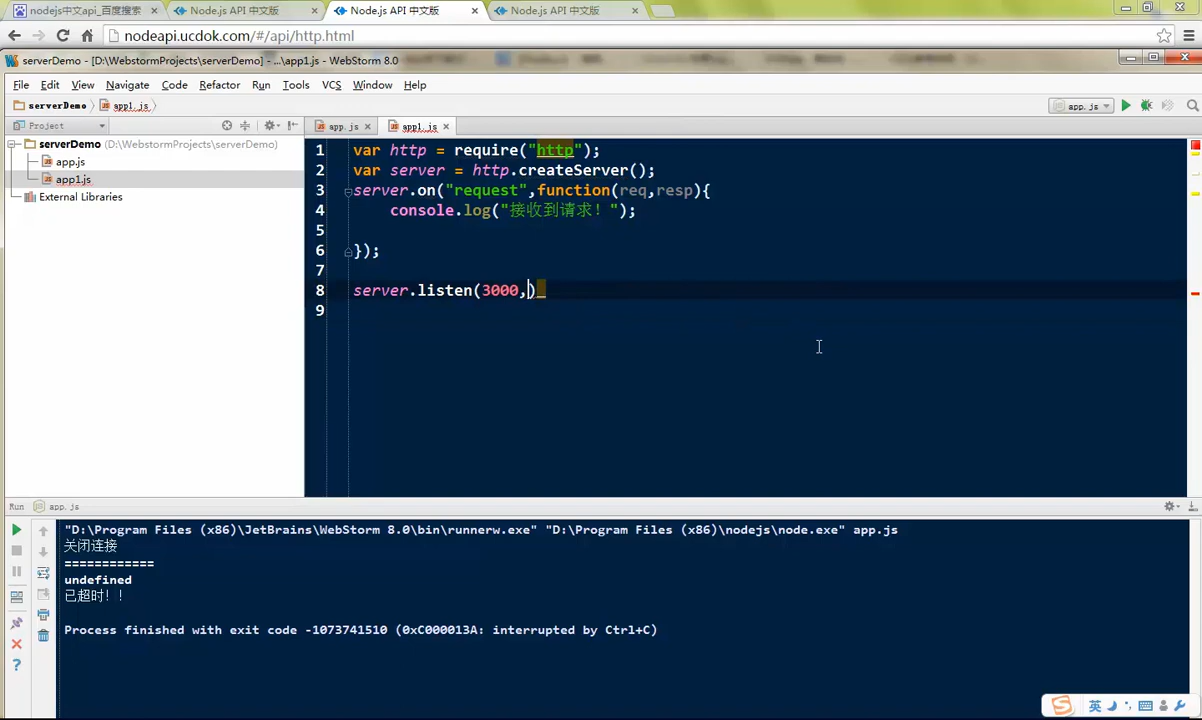 nodejs中文api_百度搜索 Node.js API 中文版 Node.js API 中文版 Node.js API 中文版
nodeapi.ucdok.com/#/api/http.html
serverDemo - [D:\WebstormProjects\serverDemo] - ...\app1.js - WebStorm 8.0
File Edit View Navigate Code Refactor Run Tools VCS Window Help
serverDemo app1.js app.js
Project app.js app1.js
serverDemo (D:\WebstormProjects\serverDemo)
app.js
app1.js
External Libraries
1 var http = require("http");
2 var server = http.createServer();
3 server.on("request",function(req,resp){
4 console.log("接收到请求！");
5
6 });
7
8 server.listen(3000,)
9
Run app.js
"D:\Program Files (x86)\JetBrains\WebStorm 8.0\bin\runnerw.exe" "D:\Program Files (x86)\nodejs\node.exe" app.js
关闭连接
============
undefined
已超时！！
Process finished with exit code -1073741510 (0xC000013A: interrupted by Ctrl+C)
英